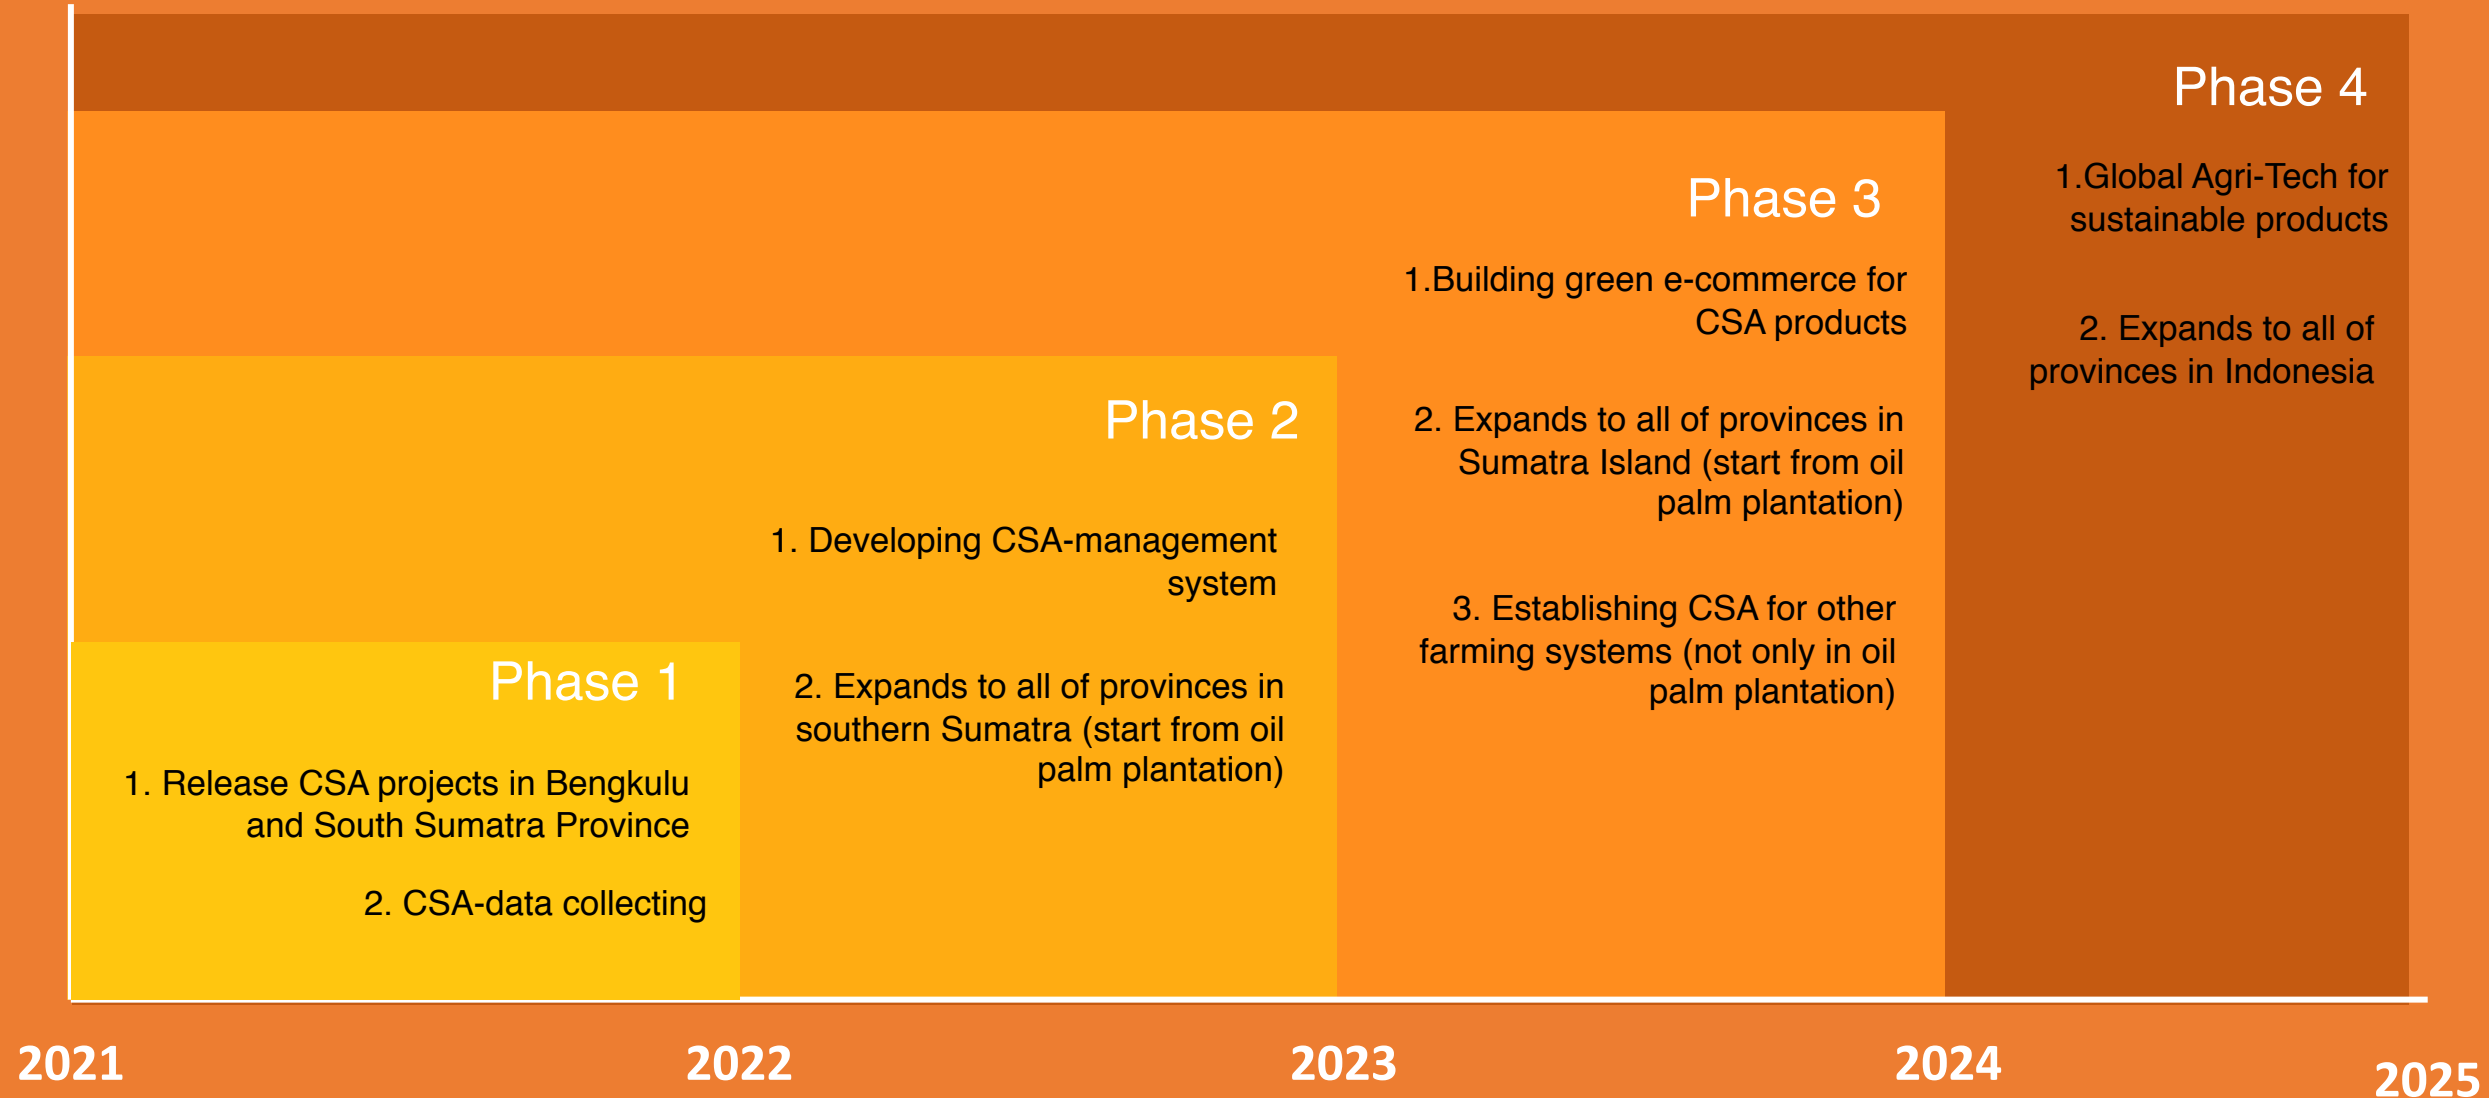 Phase 4
1.Global Agri-Tech for
sustainable products
2. Expands to all of
provinces in Indonesia
Phase 3
1.Building green e-commerce for
CSA products
2. Expands to all of provinces in
Sumatra Island (start from oil
palm plantation)
3. Establishing CSA for other
farming systems (not only in oil
palm plantation)
Phase 2
1. Developing CSA-management
system
2. Expands to all of provinces in
southern Sumatra (start from oil
palm plantation)
Phase 1
1. Release CSA projects in Bengkulu
and South Sumatra Province
2. CSA-data collecting
2021
2022
2023
2024
2025